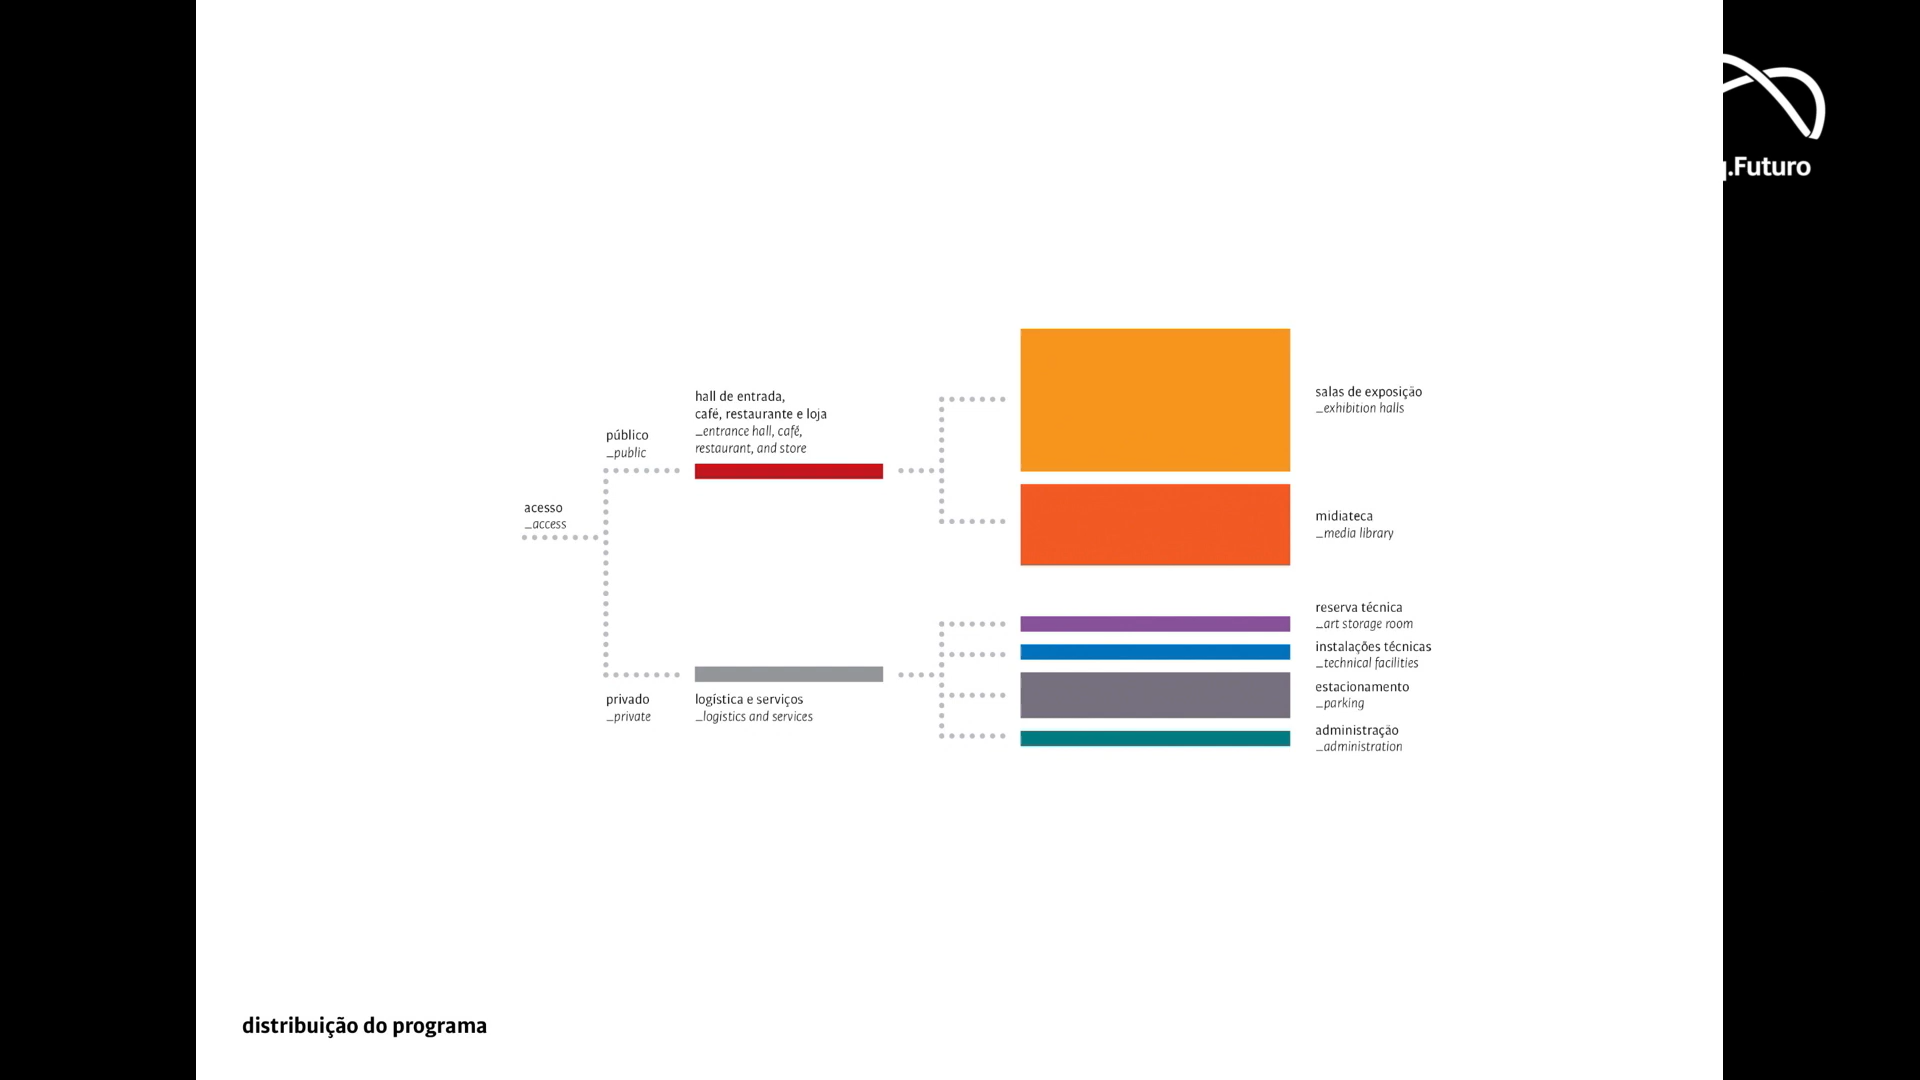 acesso
_access
público
_public
hall de entrada,
café, restaurante e loja
_entrance hall, café,
restaurant, and store
privado
_private
logística e serviços
_logistics and services
salas de exposição
_exhibition halls
midiateca
_media library
reserva técnica
_art storage room
instalações técnicas
_technical facilities
estacionamento
_parking
administração
_administration
.Futuro
distribuição do programa